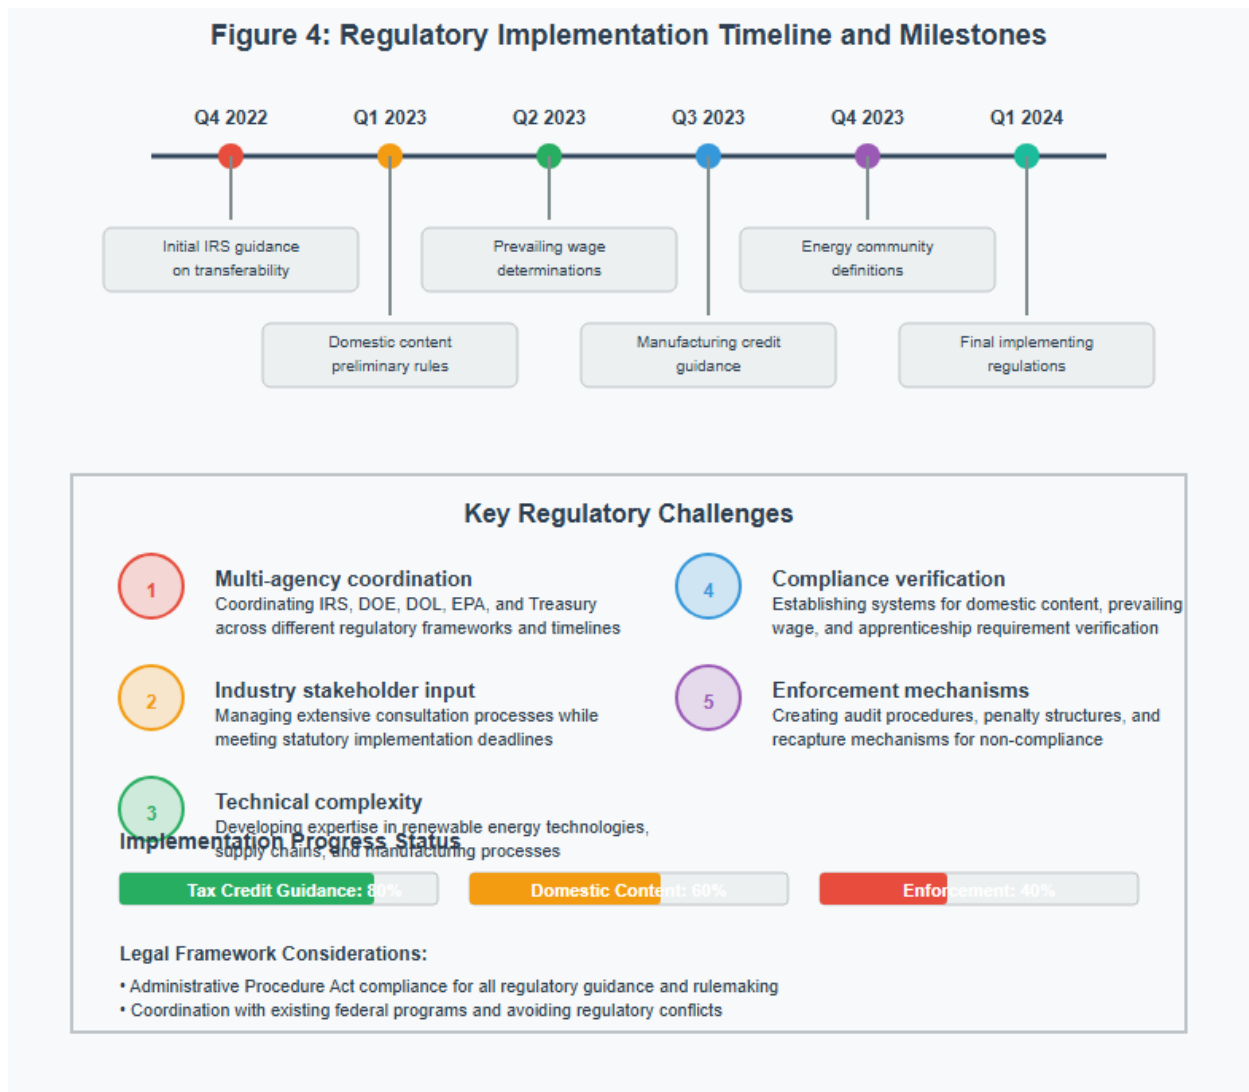 Figure 4: Regulatory Implementation Timeline and Milestones
Q4 2022
Q1 2023
Q2 2023
Q3 2023
Q4 2023
Q1 2024
Initial IRS guidance
on transferability
Prevailing wage
determinations
Energy community
definitions
Domestic content
preliminary rules
Manufacturing credit
guidance
Final implementing
regulations
Key Regulatory Challenges
1
Multi-agency coordination
Coordinating IRS, DOE, DOL, EPA, and Treasury
across different regulatory frameworks and timelines
2
Industry stakeholder input
Managing extensive consultation processes while
meeting statutory implementation deadlines
3
Technical complexity
Developing expertise in renewable energy technologies,
supply chains, and manufacturing processes
4
Compliance verification
Establishing systems for domestic content, prevailing
wage, and apprenticeship requirement verification
5
Enforcement mechanisms
Creating audit procedures, penalty structures, and
recapture mechanisms for non-compliance
Implementation Progress Status
Tax Credit Guidance: 80%
Domestic Content: 60%
Enforcement: 40%
Legal Framework Considerations:
• Administrative Procedure Act compliance for all regulatory guidance and rulemaking
• Coordination with existing federal programs and avoiding regulatory conflicts